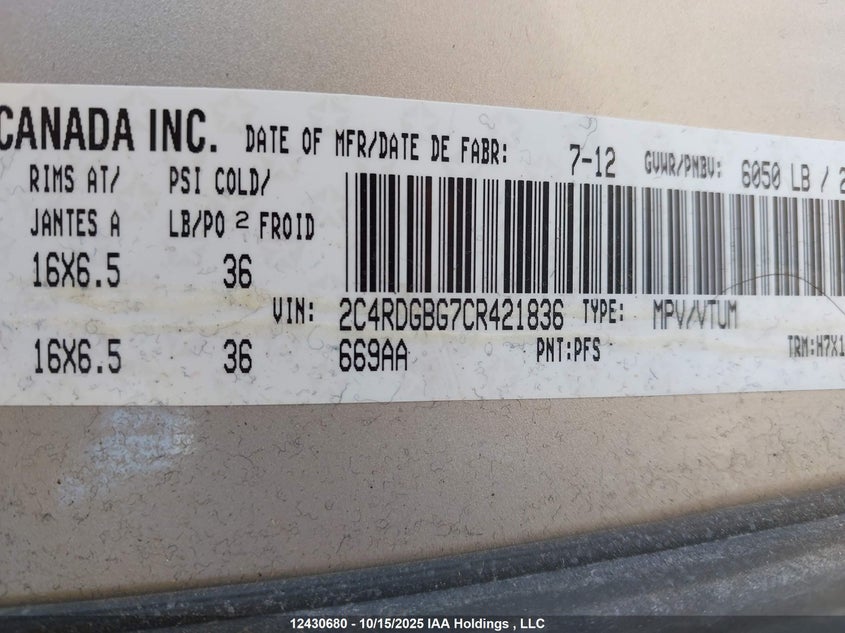 CANADA INC. DATE OF MFR/DATE DE FABR: 7-12 GVWR/PNBV: 6050 LB / 2
RIMS AT/ PSI COLD/
JANTES A LB/PO 2 FROID
16X6.5 36
VIN: 2C4RDGBG7CR421836 TYPE: MPV/VTUM
16X6.5 36 669AA PNT:PFS TRM:H7X1
12430680 - 10/15/2025 IAA Holdings , LLC